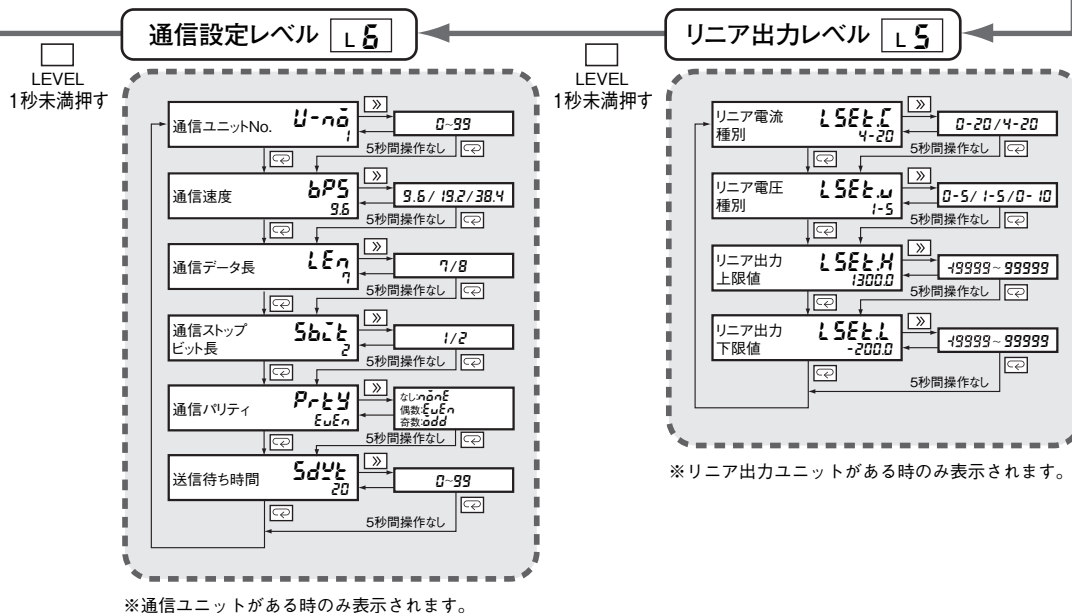 通信設定レベル L 6
LEVEL
1秒未満押す
通信ユニットNo. U-no
1
0~99
5秒間操作なし
通信速度 bPS
9.6
9.6/19.2/38.4
5秒間操作なし
通信データ長 LEn
7
7/8
5秒間操作なし
通信ストップ
ビット長 Sbit
2
1/2
5秒間操作なし
通信パリティ PrtY
EvEn
なし:nonE
偶数:EvEn
奇数:odd
5秒間操作なし
送信待ち時間 SdWt
20
0~99
5秒間操作なし
※通信ユニットがある時のみ表示されます。
リニア出力レベル L 5
LEVEL
1秒未満押す
リニア電流
種別 LSEt.C
4-20
0-20/4-20
5秒間操作なし
リニア電圧
種別 LSEt.v
1-5
0-5/1-5/0-10
5秒間操作なし
リニア出力
上限値 LSEt.H
1300.0
-19999~99999
5秒間操作なし
リニア出力
下限値 LSEt.L
-200.0
-19999~99999
5秒間操作なし
※リニア出力ユニットがある時のみ表示されます。